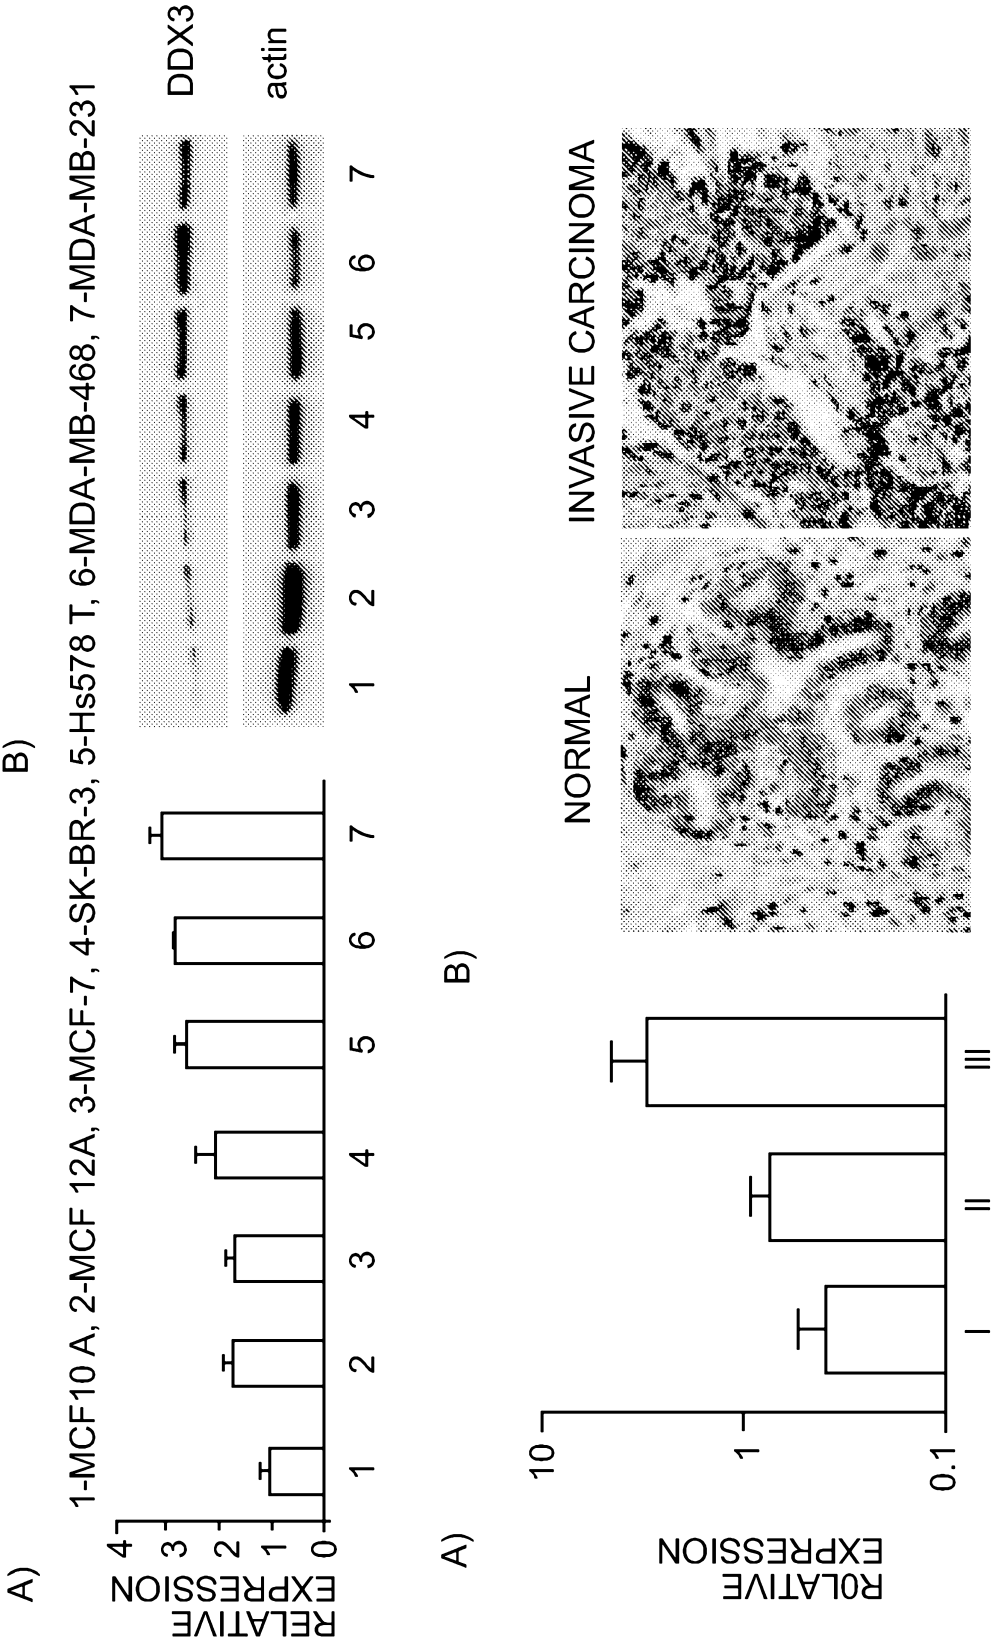 A)
B)
1-MCF10 A, 2-MCF 12A, 3-MCF-7, 4-SK-BR-3, 5-Hs578 T, 6-MDA-MB-468, 7-MDA-MB-231
RELATIVE
EXPRESSION
4
3
2
1
0
1 2 3 4 5 6 7
DDX3
actin
1 2 3 4 5 6 7
A)
B)
R0LATIVE
EXPRESSION
10
1
0.1
I II III
NORMAL
INVASIVE CARCINOMA